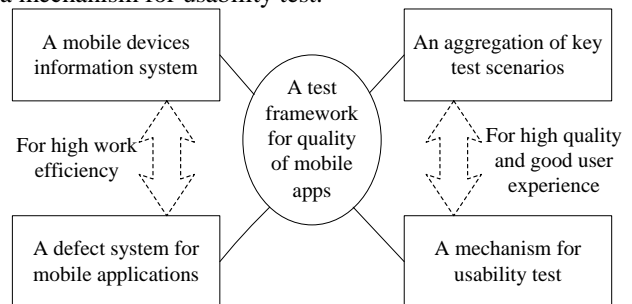 a mechanism for usability test.
A mobile devices
information system
An aggregation of key
test scenarios
A test
framework
for quality
of mobile
apps
For high work
efficiency
For high quality
and good user
experience
A defect system for
mobile applications
A mechanism for
usability test